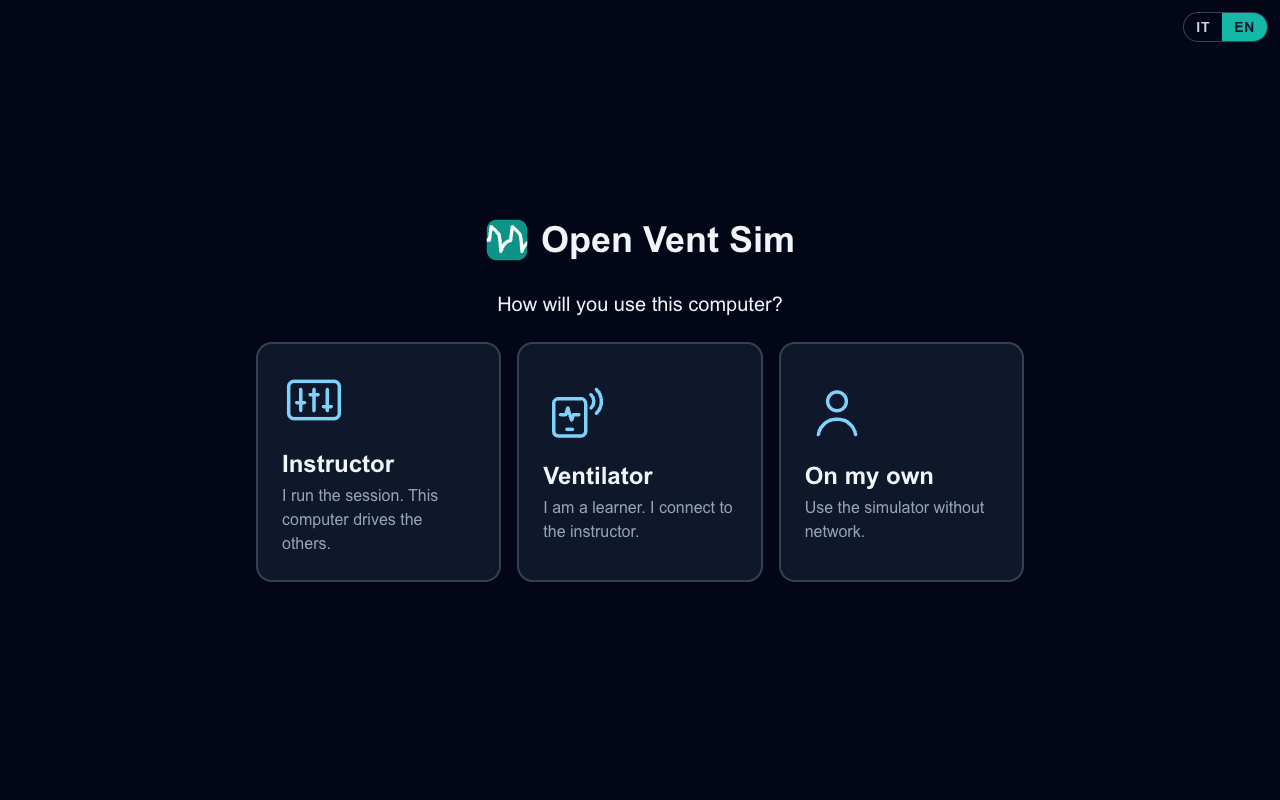 IT EN
Open Vent Sim
How will you use this computer?
Instructor
I run the session. This
computer drives the
others.
Ventilator
I am a learner. I connect to
the instructor.
On my own
Use the simulator without
network.